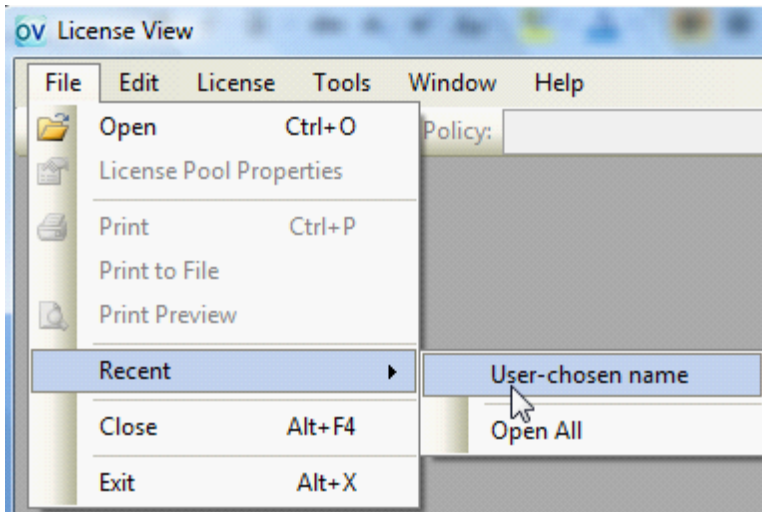 OV License View
File Edit License Tools Window Help
Open Ctrl+O
Policy:
License Pool Properties
Print Ctrl+P
Print to File
Print Preview
Recent
User-chosen name
Open All
Close Alt+F4
Exit Alt+X